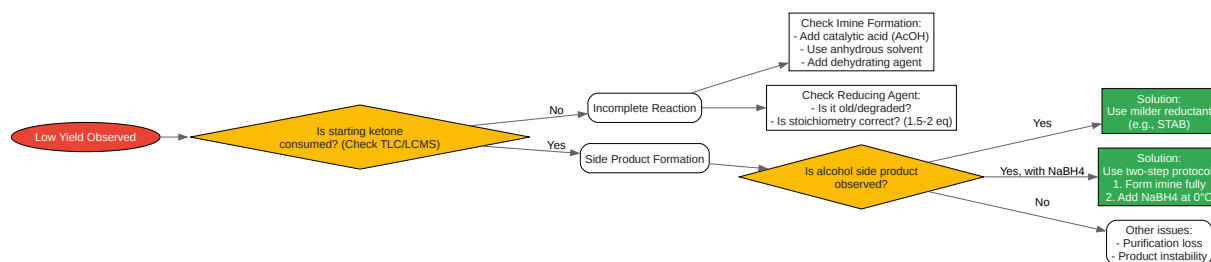 Low Yield Observed
Is starting ketone
consumed? (Check TLC/LCMS)
No
Yes
Incomplete Reaction
Side Product Formation
Check Imine Formation:
- Add catalytic acid (AcOH)
- Use anhydrous solvent
- Add dehydrating agent
Check Reducing Agent:
- Is it old/degraded?
- Is stoichiometry correct? (1.5-2 eq)
Is alcohol side product
observed?
Yes
Yes, with NaBH4
No
Solution:
Use milder reductant
(e.g., STAB)
Solution:
Use two-step protocol
1. Form imine fully
2. Add NaBH4 at 0°C
Other issues:
- Purification loss
- Product instability